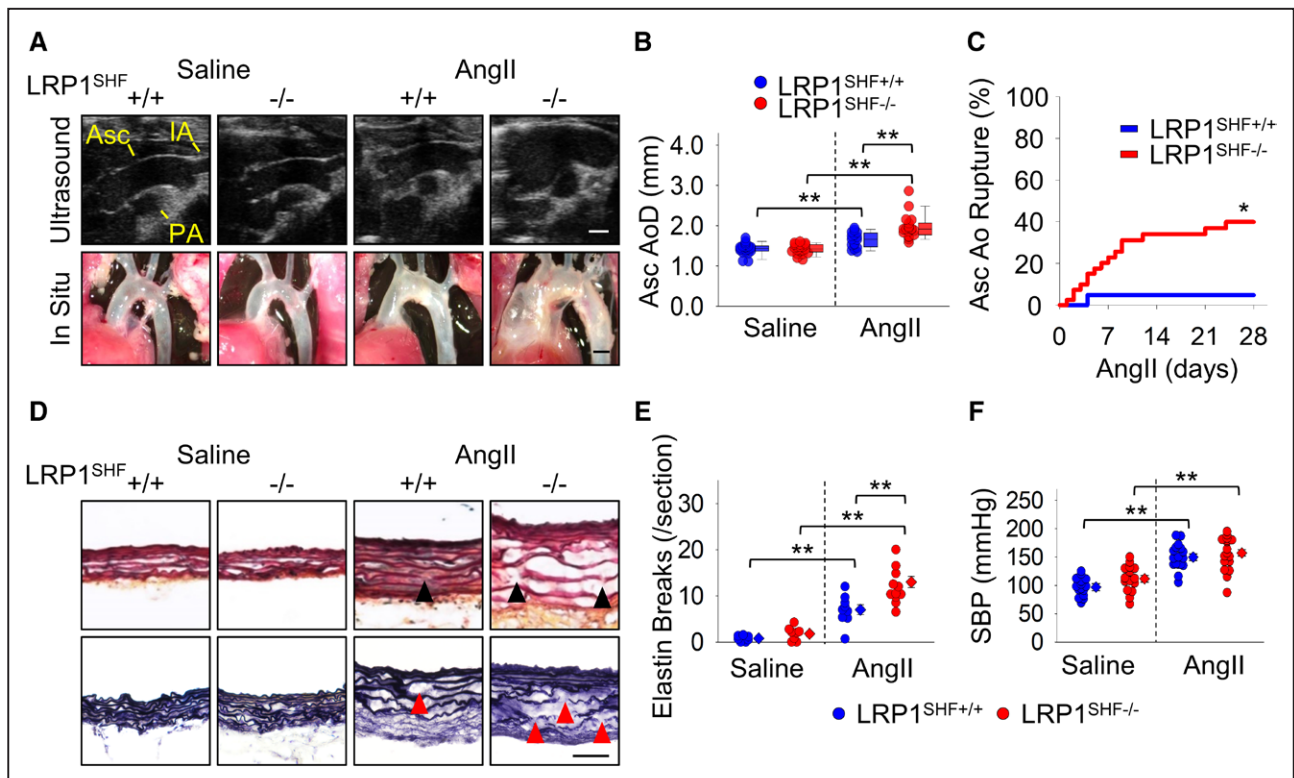 A
LRP1SHF
Saline
AngII
+/+
-/-
+/+
-/-
Ultrasound
Asc
IA
PA
In Situ
B
LRP1SHF+/+
LRP1SHF-/-
Asc AoD (mm)
4.0
3.0
2.0
1.0
0.0
**
**
**
**
Saline
AngII
C
Asc Ao Rupture (%)
100
80
60
40
20
0
LRP1SHF+/+
LRP1SHF-/-
*
0
7
14
21
28
AngII (days)
D
LRP1SHF
Saline
AngII
+/+
-/-
+/+
-/-
E
Elastin Breaks (/section)
30
20
10
0
**
**
**
Saline
AngII
F
SBP (mmHg)
250
200
150
100
50
0
**
**
Saline
AngII
LRP1SHF+/+
LRP1SHF-/-